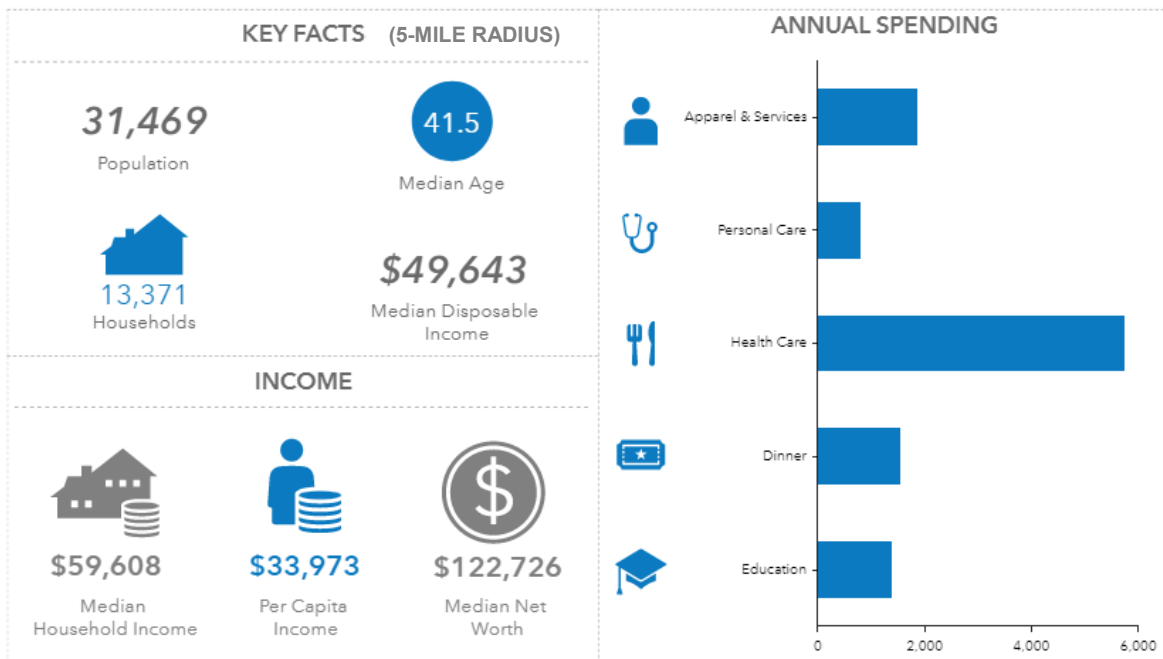 KEY FACTS (5-MILE RADIUS)
31,469
Population
41.5
Median Age
13,371
Households
$49,643
Median Disposable
Income
INCOME
$59,608
Median
Household Income
$33,973
Per Capita
Income
$122,726
Median Net
Worth
ANNUAL SPENDING
Apparel & Services
Personal Care
Health Care
Dinner
Education
0 2,000 4,000 6,000